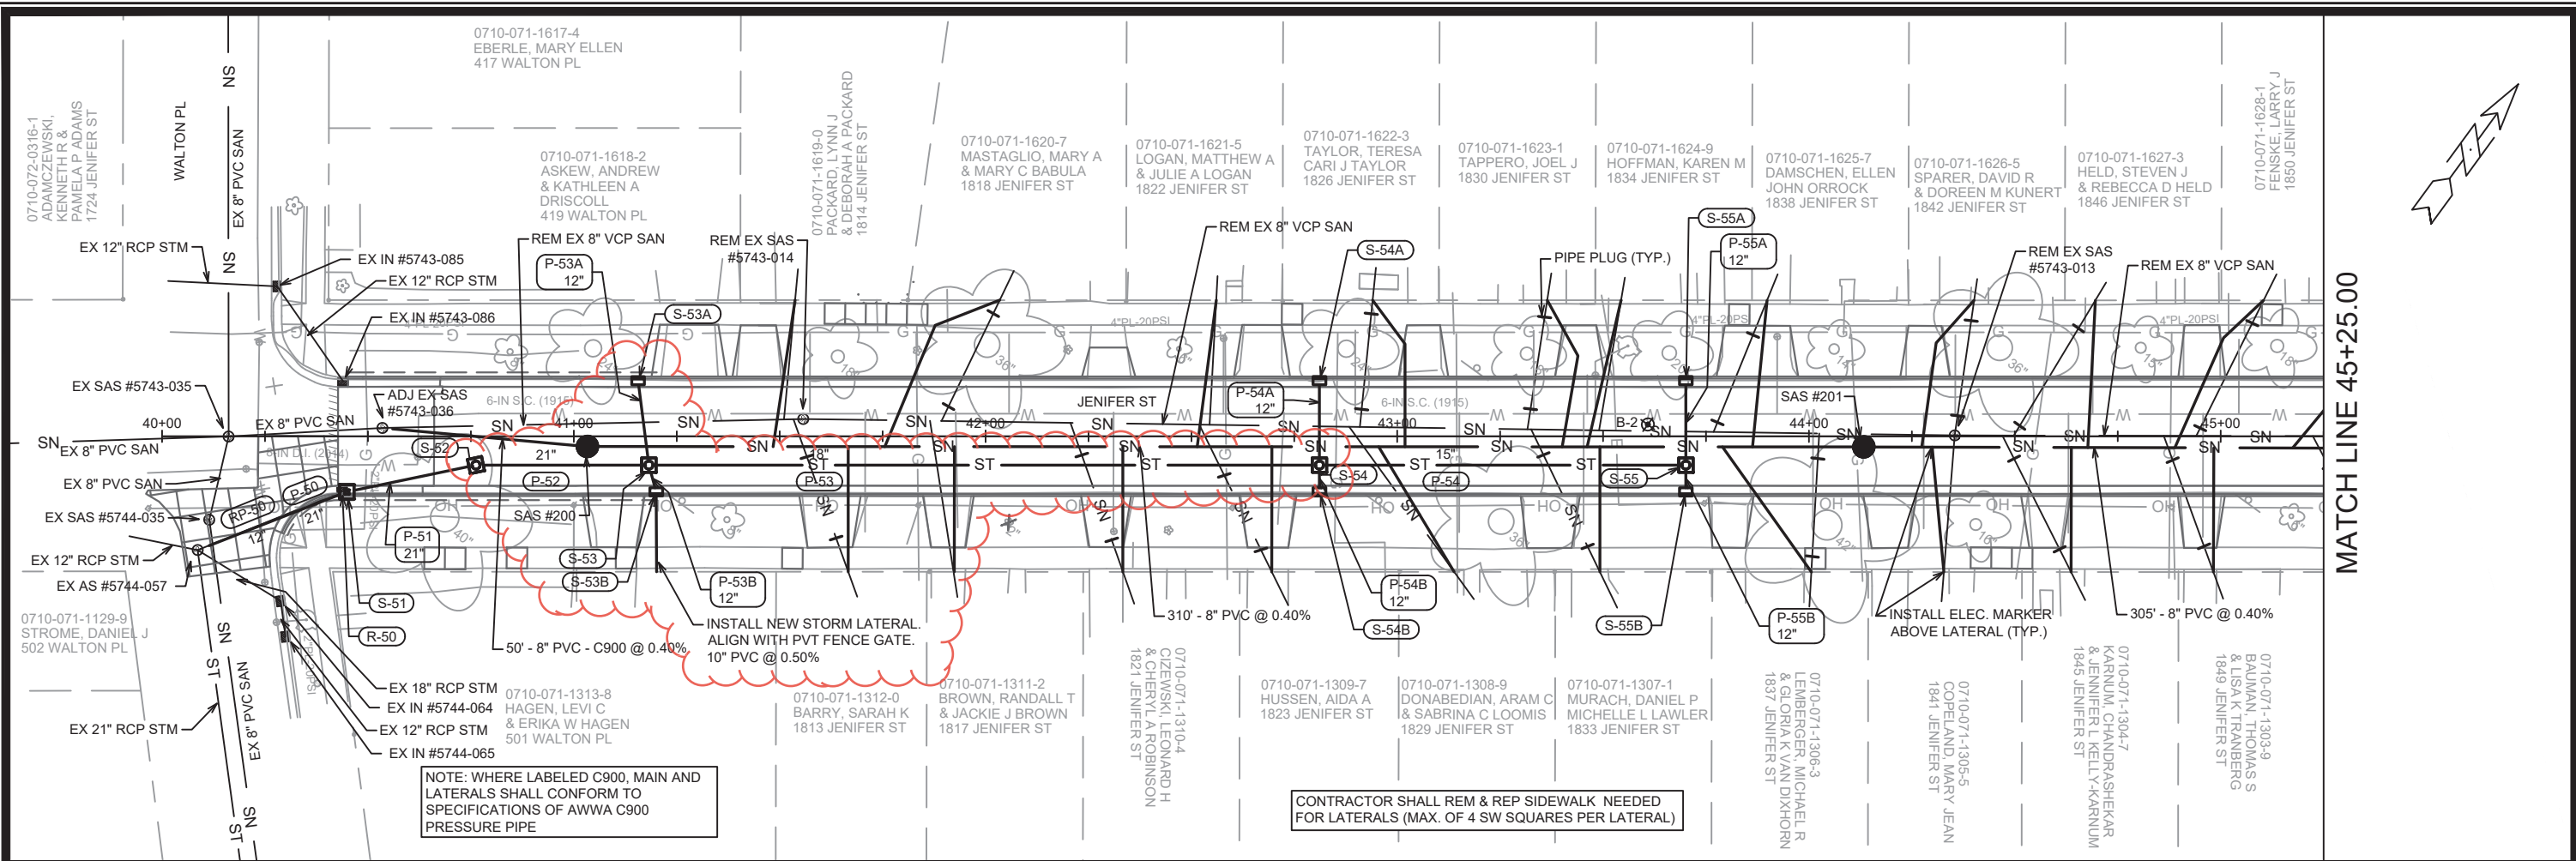 0710-071-1617-4
EBERLE, MARY ELLEN
417 WALTON PL
0710-072-0316-1
ADAMCZEWSKI,
KENNETH R &
PAMELA P ADAMS
1724 JENIFER ST
WALTON PL
SN
SN
EX 8" PVC SAN
0710-071-1618-2
ASKEW, ANDREW
& KATHLEEN A
DRISCOLL
419 WALTON PL
0710-071-1619-0
PACKARD, LYNN J
& DEBORAH A PACKARD
1814 JENIFER ST
0710-071-1620-7
MASTAGLIO, MARY A
& MARY C BABULA
1818 JENIFER ST
0710-071-1621-5
LOGAN, MATTHEW A
& JULIE A LOGAN
1822 JENIFER ST
0710-071-1622-3
TAYLOR, TERESA
CARI J TAYLOR
1826 JENIFER ST
0710-071-1623-1
TAPPERO, JOEL J
1830 JENIFER ST
0710-071-1624-9
HOFFMAN, KAREN M
1834 JENIFER ST
0710-071-1625-7
DAMSCHEN, ELLEN
JOHN ORROCK
1838 JENIFER ST
0710-071-1626-5
SPARER, DAVID R
& DOREEN M KUNERT
1842 JENIFER ST
0710-071-1627-3
HELD, STEVEN J
& REBECCA D HELD
1846 JENIFER ST
0710-071-1628-1
FENSKE, LARRY J
1850 JENIFER ST
MATCH LINE 45+25.00
EX 12" RCP STM
EX IN #5743-085
EX 12" RCP STM
EX IN #5743-086
REM EX 8" VCP SAN
P-53A
12"
REM EX SAS
#5743-014
S-53A
REM EX 8" VCP SAN
S-54A
PIPE PLUG (TYP.)
S-55A
P-55A
12"
REM EX SAS
#5743-013
REM EX 8" VCP SAN
4"PL-20PSI
4"PL-20PSI
4"PL-20PSI
EX SAS #5743-035
ADJ EX SAS
#5743-036
6-IN S.C. (1915)
JENIFER ST
P-54A
12"
6-IN S.C. (1915)
B-2
SAS #201
40+00
EX 8" PVC SAN
41+00
42+00
43+00
44+00
45+00
SN
EX 8" PVC SAN
8-IN D.I. (2014)
S-52
21"
18"
15"
ST
ST
ST
ST
ST
P-52
P-53
S-54
P-54
S-55
EX 8" PVC SAN
EX SAS #5744-035
RP-50
12"
P-50
21"
EX 12" RCP STM
EX AS #5744-057
P-51
21"
SAS #200
S-53
S-53B
P-53B
12"
P-54B
12"
S-54B
S-55B
P-55B
12"
S-51
R-50
50' - 8" PVC - C900 @ 0.40%
INSTALL NEW STORM LATERAL.
ALIGN WITH PVT FENCE GATE.
10" PVC @ 0.50%
310' - 8" PVC @ 0.40%
INSTALL ELEC. MARKER
ABOVE LATERAL (TYP.)
305' - 8" PVC @ 0.40%
0710-071-1129-9
STROME, DANIEL J
502 WALTON PL
EX 21" RCP STM
EX 8" PVC SAN
SN
SN
ST
ST
EX 18" RCP STM
EX IN #5744-064
EX 12" RCP STM
EX IN #5744-065
0710-071-1313-8
HAGEN, LEVI C
& ERIKA W HAGEN
501 WALTON PL
0710-071-1312-0
BARRY, SARAH K
1813 JENIFER ST
0710-071-1311-2
BROWN, RANDALL T
& JACKIE J BROWN
1817 JENIFER ST
0710-071-1310-4
CIZEWSKI, LEONARD H
& CHERYL A ROBINSON
1821 JENIFER ST
0710-071-1309-7
HUSSEN, AIDA A
1823 JENIFER ST
0710-071-1308-9
DONABEDIAN, ARAM C
& SABRINA C LOOMIS
1829 JENIFER ST
0710-071-1307-1
MURACH, DANIEL P
MICHELLE L LAWLER
1833 JENIFER ST
0710-071-1306-3
LEMBERGER, MICHAEL R
& GLORIA K VAN DIXHORN
1837 JENIFER ST
0710-071-1305-5
COPELAND, MARY JEAN
1841 JENIFER ST
0710-071-1304-7
KARNUM, CHANDRASHEKAR
& JENNIFER L KELLY-KARNUM
1845 JENIFER ST
0710-071-1303-9
BAUMAN, THOMAS S
& LISA K TRANBERG
1849 JENIFER ST
NOTE: WHERE LABELED C900, MAIN AND
LATERALS SHALL CONFORM TO
SPECIFICATIONS OF AWWA C900
PRESSURE PIPE
CONTRACTOR SHALL REM & REP SIDEWALK NEEDED
FOR LATERALS (MAX. OF 4 SW SQUARES PER LATERAL)